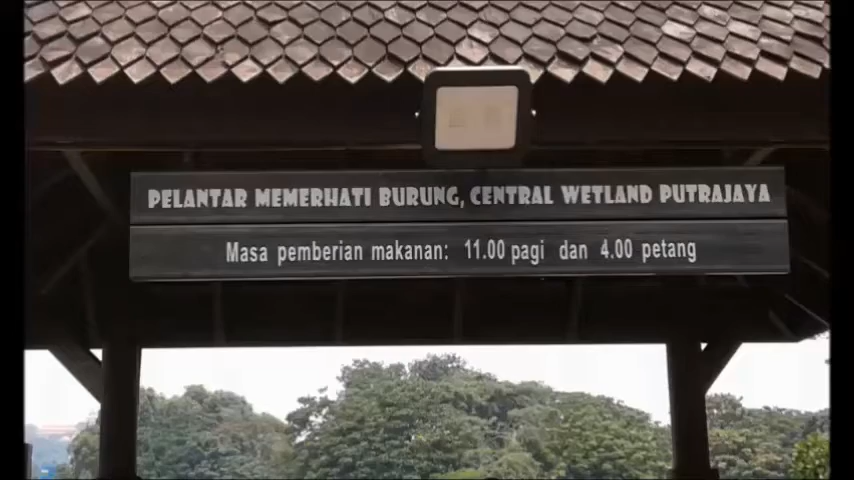 PELANTAR MEMERHATI BURUNG, CENTRAL WETLAND PUTRAJAYA
Masa pemberian makanan: 11.00 pagi dan 4.00 petang